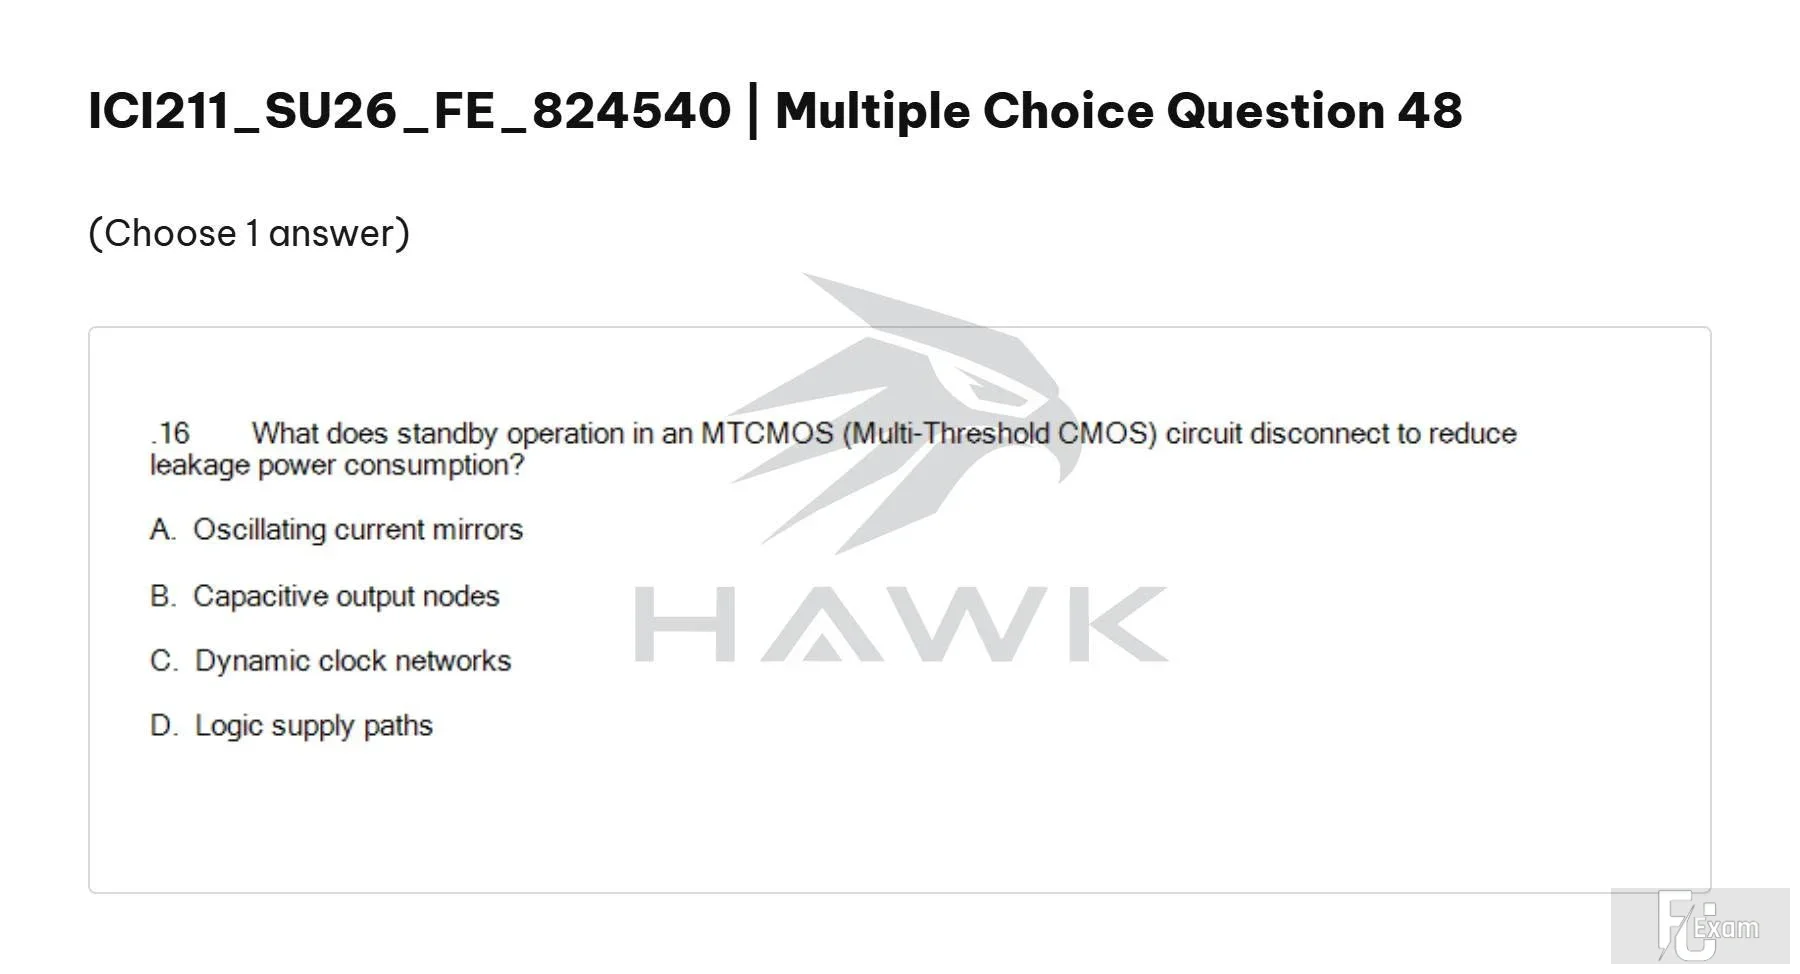 ICI211_SU26_FE_824540 | Multiple Choice Question 48
(Choose 1 answer)
.16 What does standby operation in an MTCMOS (Multi-Threshold CMOS) circuit disconnect to reduce
leakage power consumption?
A. Oscillating current mirrors
B. Capacitive output nodes
HAWK
C. Dynamic clock networks
D. Logic supply paths
FC Exam